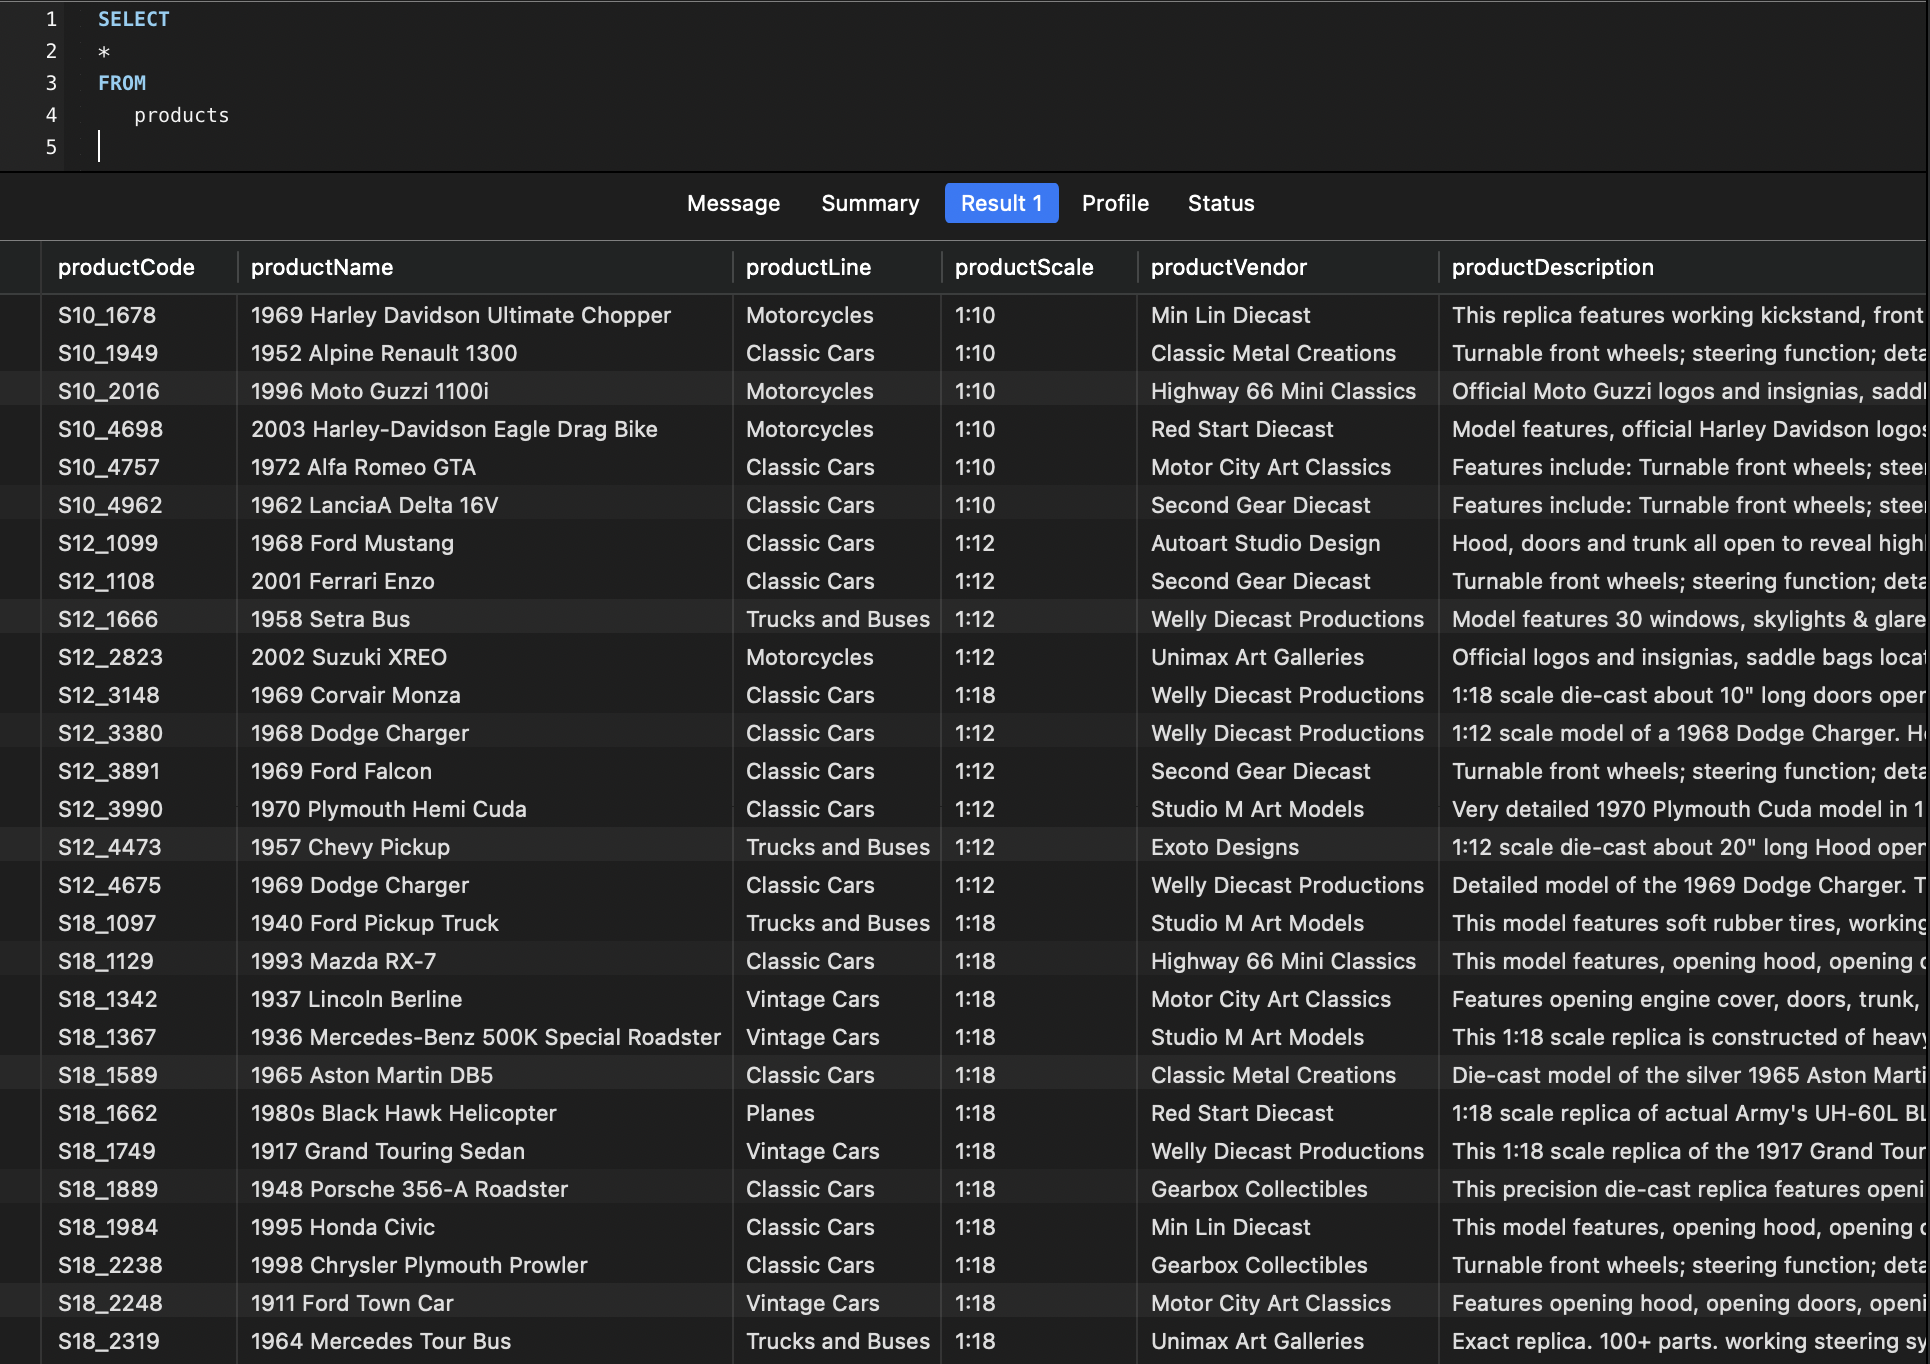 1 SELECT
2 *
3 FROM
4 products
5
Message Summary Result 1 Profile Status
productCode productName productLine productScale productVendor productDescription
S10_1678 1969 Harley Davidson Ultimate Chopper Motorcycles 1:10 Min Lin Diecast This replica features working kickstand, front
S10_1949 1952 Alpine Renault 1300 Classic Cars 1:10 Classic Metal Creations Turnable front wheels; steering function; deta
S10_2016 1996 Moto Guzzi 1100i Motorcycles 1:10 Highway 66 Mini Classics Official Moto Guzzi logos and insignias, saddl
S10_4698 2003 Harley-Davidson Eagle Drag Bike Motorcycles 1:10 Red Start Diecast Model features, official Harley Davidson logos
S10_4757 1972 Alfa Romeo GTA Classic Cars 1:10 Motor City Art Classics Features include: Turnable front wheels; steer
S10_4962 1962 LanciaA Delta 16V Classic Cars 1:10 Second Gear Diecast Features include: Turnable front wheels; steer
S12_1099 1968 Ford Mustang Classic Cars 1:12 Autoart Studio Design Hood, doors and trunk all open to reveal highl
S12_1108 2001 Ferrari Enzo Classic Cars 1:12 Second Gear Diecast Turnable front wheels; steering function; deta
S12_1666 1958 Setra Bus Trucks and Buses 1:12 Welly Diecast Productions Model features 30 windows, skylights & glare
S12_2823 2002 Suzuki XREO Motorcycles 1:12 Unimax Art Galleries Official logos and insignias, saddle bags locat
S12_3148 1969 Corvair Monza Classic Cars 1:18 Welly Diecast Productions 1:18 scale die-cast about 10" long doors open
S12_3380 1968 Dodge Charger Classic Cars 1:12 Welly Diecast Productions 1:12 scale model of a 1968 Dodge Charger. Ho
S12_3891 1969 Ford Falcon Classic Cars 1:12 Second Gear Diecast Turnable front wheels; steering function; deta
S12_3990 1970 Plymouth Hemi Cuda Classic Cars 1:12 Studio M Art Models Very detailed 1970 Plymouth Cuda model in 1
S12_4473 1957 Chevy Pickup Trucks and Buses 1:12 Exoto Designs 1:12 scale die-cast about 20" long Hood open
S12_4675 1969 Dodge Charger Classic Cars 1:12 Welly Diecast Productions Detailed model of the 1969 Dodge Charger. T
S18_1097 1940 Ford Pickup Truck Trucks and Buses 1:18 Studio M Art Models This model features soft rubber tires, working
S18_1129 1993 Mazda RX-7 Classic Cars 1:18 Highway 66 Mini Classics This model features, opening hood, opening d
S18_1342 1937 Lincoln Berline Vintage Cars 1:18 Motor City Art Classics Features opening engine cover, doors, trunk,
S18_1367 1936 Mercedes-Benz 500K Special Roadster Vintage Cars 1:18 Studio M Art Models This 1:18 scale replica is constructed of heavy
S18_1589 1965 Aston Martin DB5 Classic Cars 1:18 Classic Metal Creations Die-cast model of the silver 1965 Aston Marti
S18_1662 1980s Black Hawk Helicopter Planes 1:18 Red Start Diecast 1:18 scale replica of actual Army's UH-60L BL
S18_1749 1917 Grand Touring Sedan Vintage Cars 1:18 Welly Diecast Productions This 1:18 scale replica of the 1917 Grand Tour
S18_1889 1948 Porsche 356-A Roadster Classic Cars 1:18 Gearbox Collectibles This precision die-cast replica features openi
S18_1984 1995 Honda Civic Classic Cars 1:18 Min Lin Diecast This model features, opening hood, opening d
S18_2238 1998 Chrysler Plymouth Prowler Classic Cars 1:18 Gearbox Collectibles Turnable front wheels; steering function; deta
S18_2248 1911 Ford Town Car Vintage Cars 1:18 Motor City Art Classics Features opening hood, opening doors, openi
S18_2319 1964 Mercedes Tour Bus Trucks and Buses 1:18 Unimax Art Galleries Exact replica. 100+ parts. working steering sy